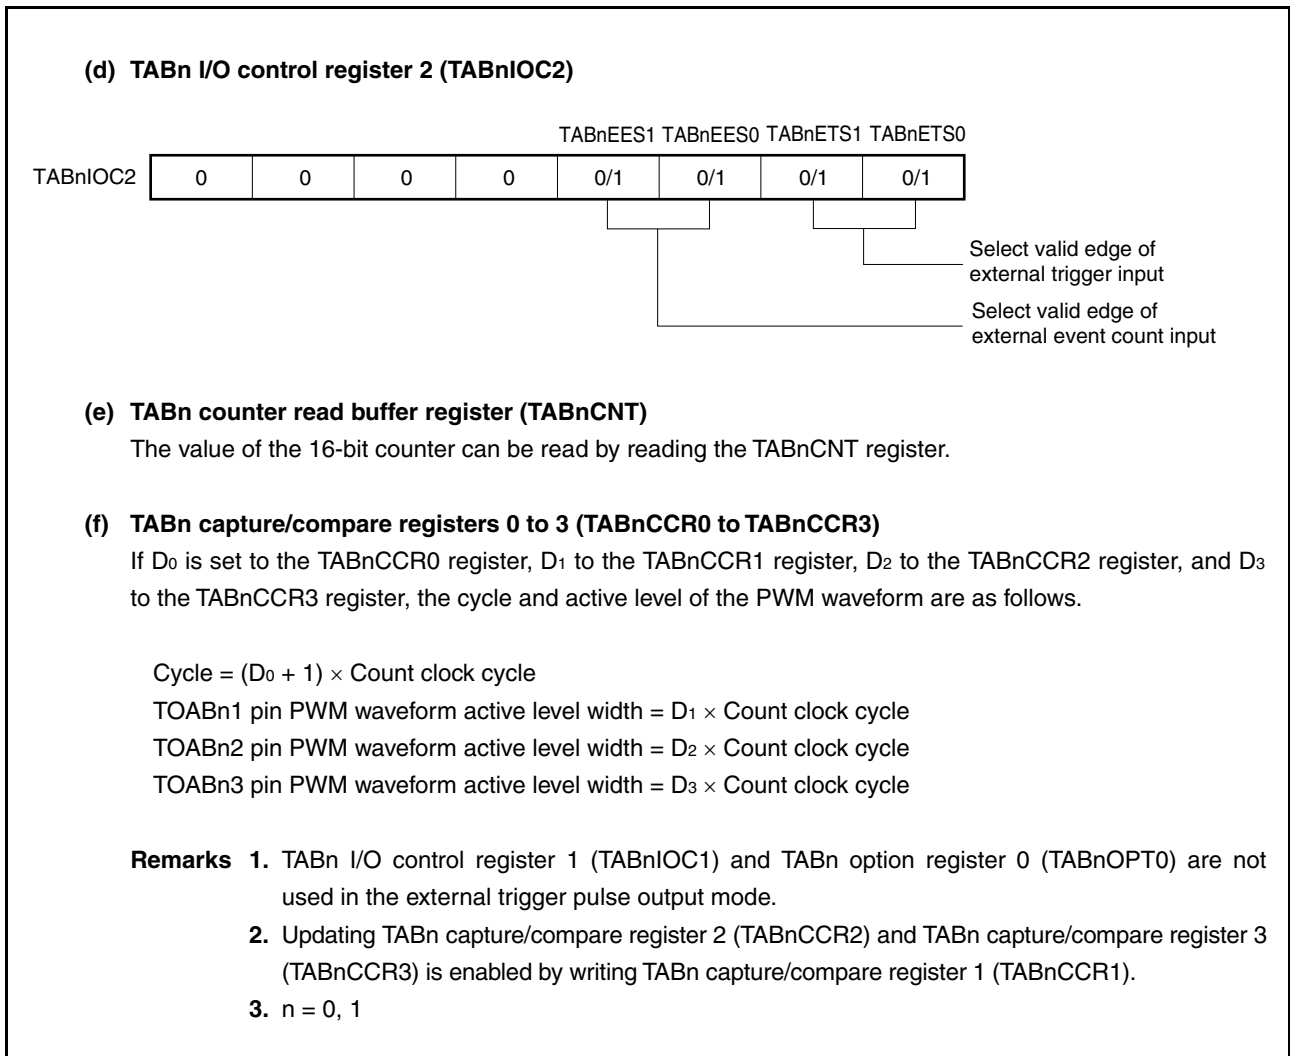 (d) TABn I/O control register 2 (TABnIOC2)
TABnEES1 TABnEES0 TABnETS1 TABnETS0
TABnIOC2 0 0 0 0 0/1 0/1 0/1 0/1
Select valid edge of
external trigger input
Select valid edge of
external event count input
(e) TABn counter read buffer register (TABnCNT)
The value of the 16-bit counter can be read by reading the TABnCNT register.
(f) TABn capture/compare registers 0 to 3 (TABnCCR0 to TABnCCR3)
If D0 is set to the TABnCCR0 register, D1 to the TABnCCR1 register, D2 to the TABnCCR2 register, and D3
to the TABnCCR3 register, the cycle and active level of the PWM waveform are as follows.
Cycle = (D0 + 1) × Count clock cycle
TOABn1 pin PWM waveform active level width = D1 × Count clock cycle
TOABn2 pin PWM waveform active level width = D2 × Count clock cycle
TOABn3 pin PWM waveform active level width = D3 × Count clock cycle
Remarks 1. TABn I/O control register 1 (TABnIOC1) and TABn option register 0 (TABnOPT0) are not
used in the external trigger pulse output mode.
2. Updating TABn capture/compare register 2 (TABnCCR2) and TABn capture/compare register 3
(TABnCCR3) is enabled by writing TABn capture/compare register 1 (TABnCCR1).
3. n = 0, 1